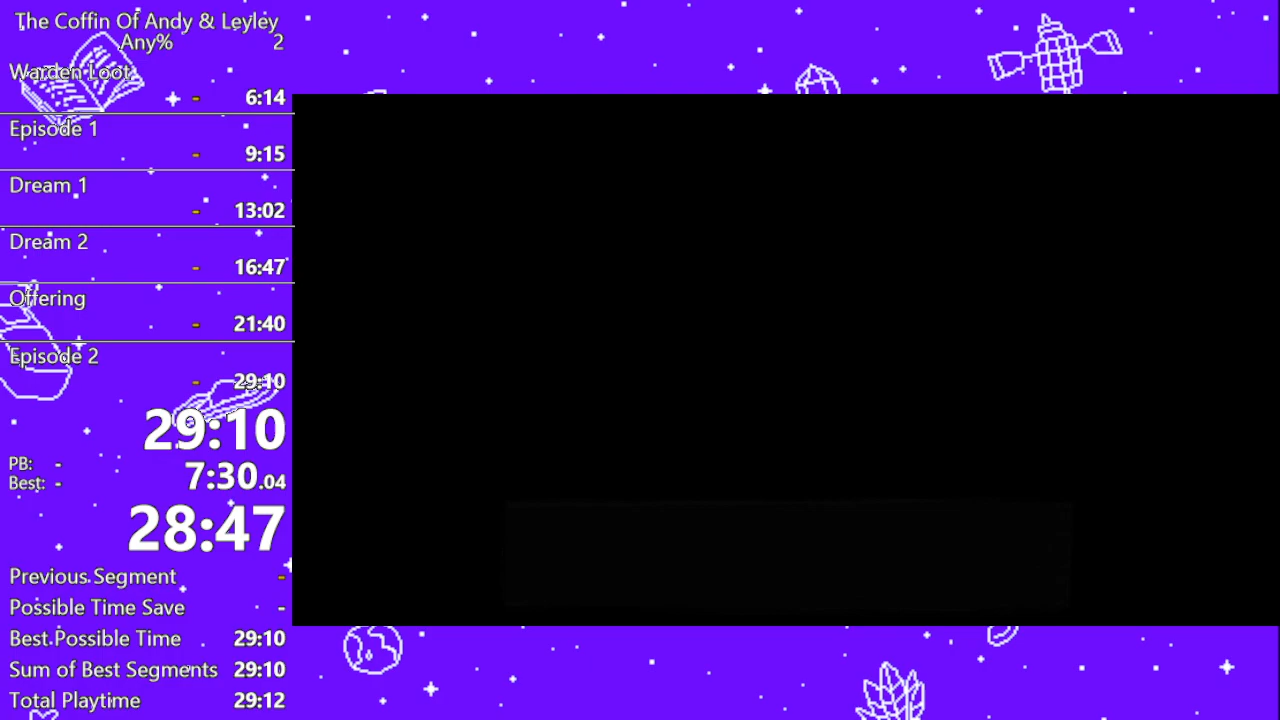 The Coffin Of Andy & Leyley
Any% 2
Warden Loot
- 6:14
Episode 1
- 9:15
Dream 1
- 13:02
Dream 2
- 16:47
Offering
- 21:40
Episode 2
- 29:10
29:10
PB: -
Best: -
7:30.04
28:47
Previous Segment -
Possible Time Save -
Best Possible Time 29:10
Sum of Best Segments 29:10
Total Playtime 29:12